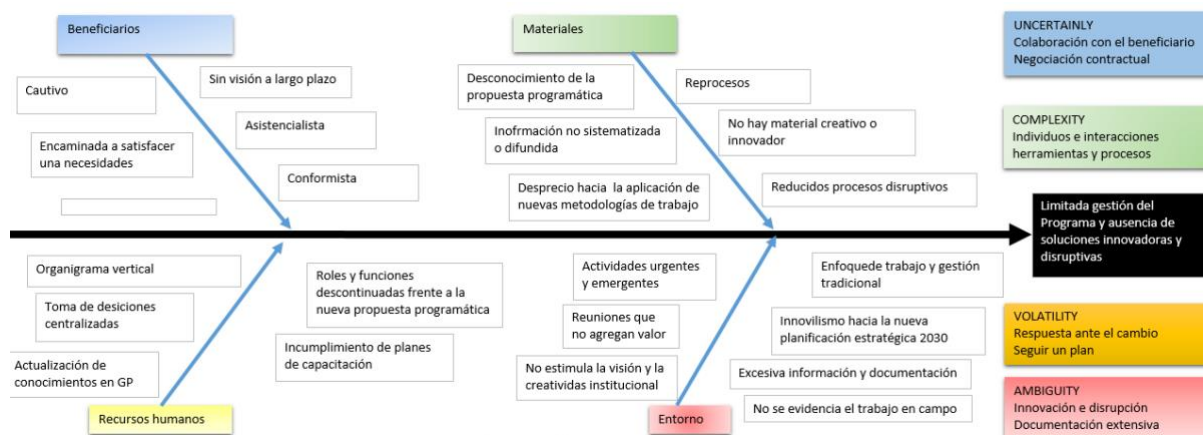 Beneficiarios
Sin visión a largo plazo
Cautivo
Asistencialista
Encaminada a satisfacer
una necesidades
Conformista
Materiales
Desconocimiento de la
propuesta programática
Reprocesos
Inofrmación no sistematizada
o difundida
No hay material creativo o
innovador
Desprecio hacia la aplicación de
nuevas metodologías de trabajo
Reducidos procesos disruptivos
UNCERTAINLY
Colaboración con el beneficiario
Negociación contractual
COMPLEXITY
Individuos e interacciones
herramientas y procesos
Limitada gestión del
Programa y ausencia de
soluciones innovadoras y
disruptivas
Organigrama vertical
Toma de desiciones
centralizadas
Actualización de
conocimientos en GP
Roles y funciones
descontinuadas frente a la
nueva propuesta programática
Incumplimiento de planes
de capacitación
Recursos humanos
Actividades urgentes
y emergentes
Reuniones que
no agregan valor
No estimula la visión y la
creatividas institucional
Enfoquede trabajo y gestión
tradicional
Innovilismo hacia la nueva
planificación estratégica 2030
Excesiva información y documentación
No se evidencia el trabajo en campo
Entorno
VOLATILITY
Respuesta ante el cambio
Seguir un plan
AMBIGUITY
Innovación e disrupción
Documentación extensiva